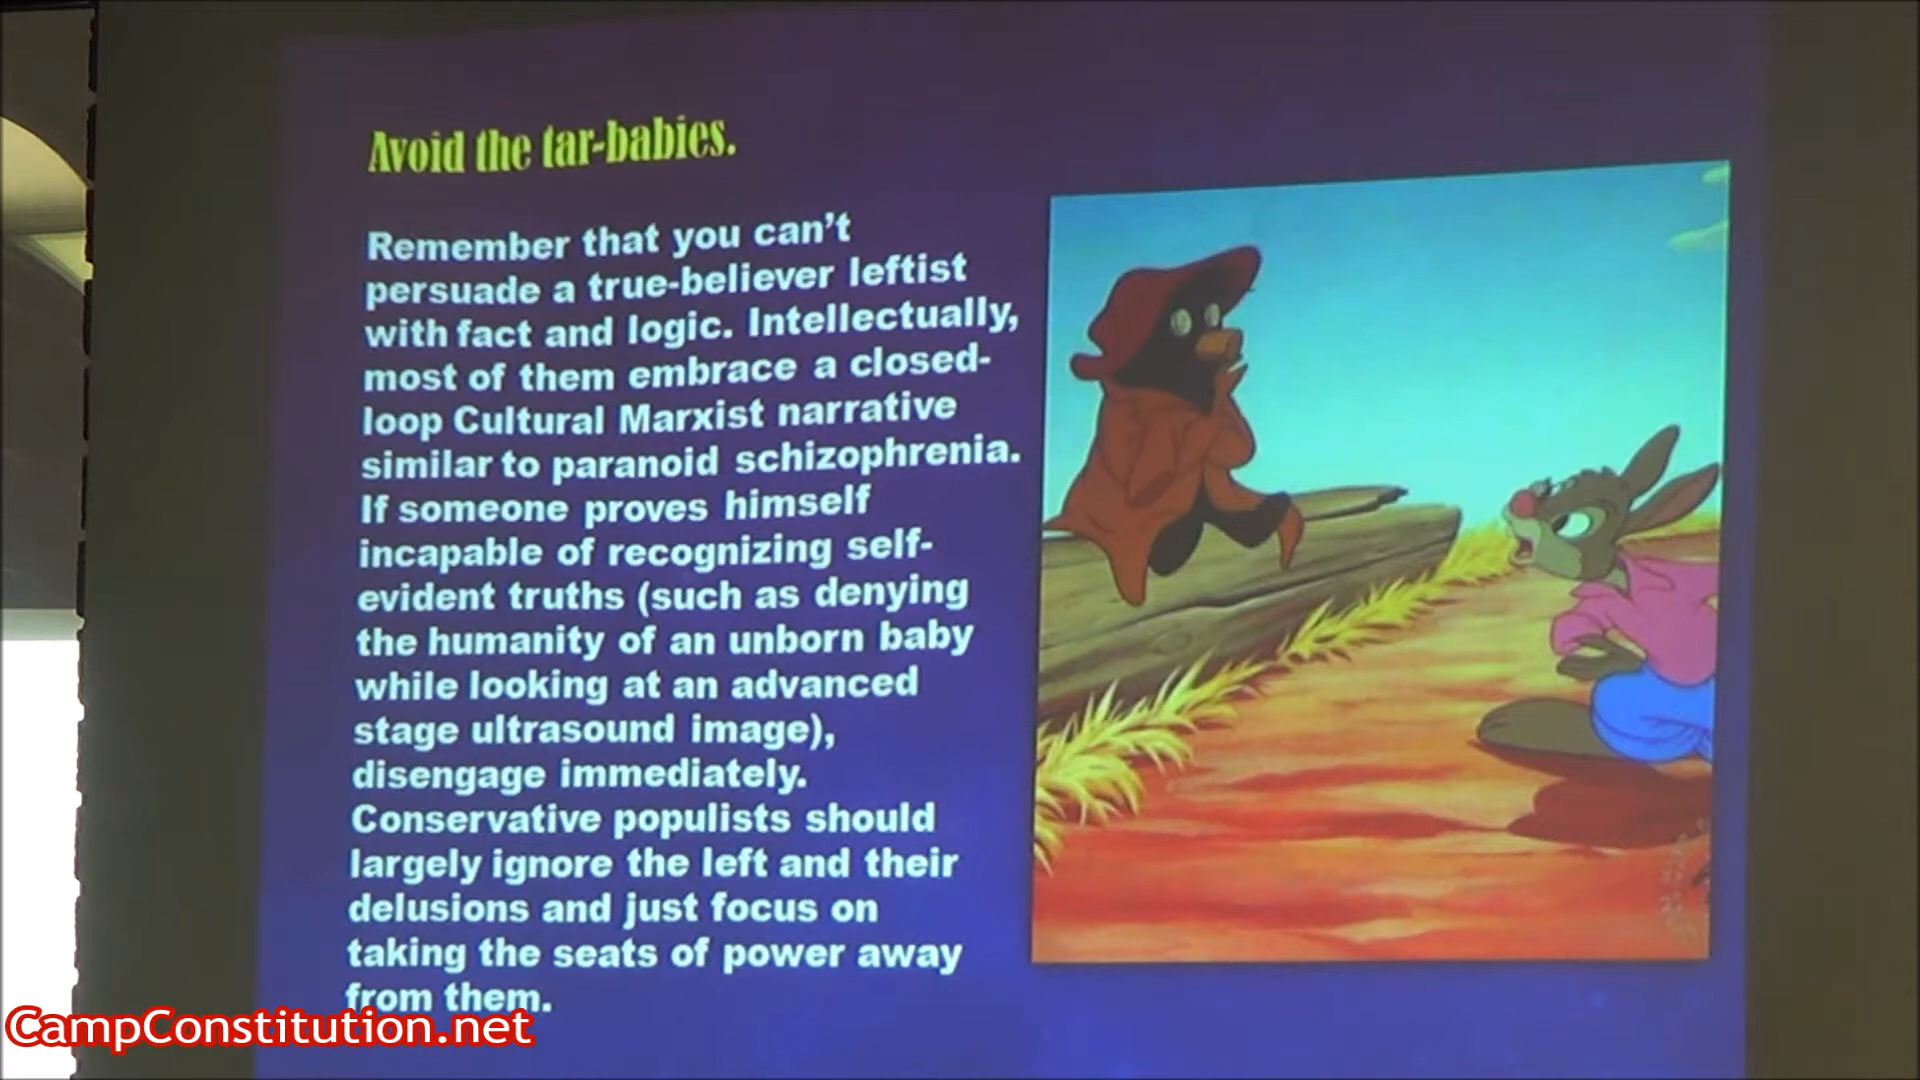 Avoid the tar-babies.
Remember that you can't
persuade a true-believer leftist
with fact and logic. Intellectually,
most of them embrace a closed-
loop Cultural Marxist narrative
similar to paranoid schizophrenia.
If someone proves himself
incapable of recognizing self-
evident truths (such as denying
the humanity of an unborn baby
while looking at an advanced
stage ultrasound image),
disengage immediately.
Conservative populists should
largely ignore the left and their
delusions and just focus on
taking the seats of power away
from them.
CampConstitution.net